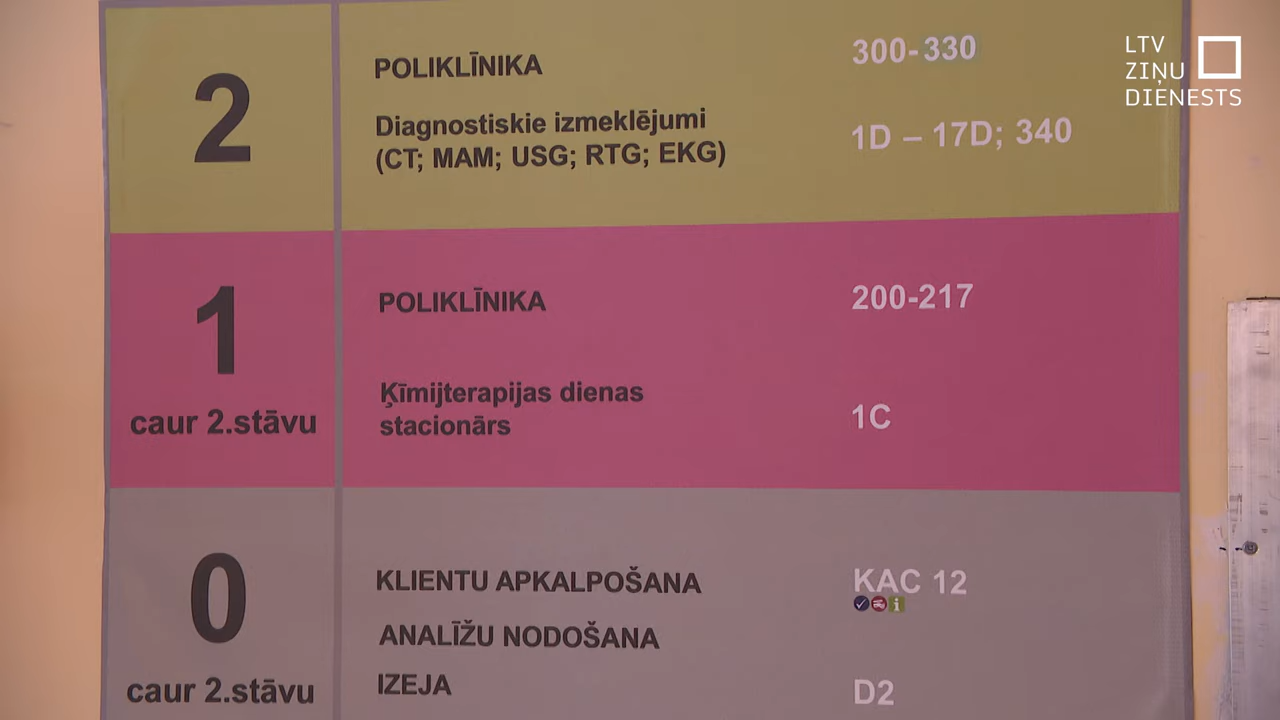 2
POLIKLĪNIKA 300-330
Diagnostiskie izmeklējumi
(CT; MAM; USG; RTG; EKG) 1D – 17D; 340
1
caur 2.stāvu
POLIKLĪNIKA 200-217
Ķīmijterapijas dienas
stacionārs 1C
0
caur 2.stāvu
KLIENTU APKALPOŠANA KAC 12
i
ANALĪŽU NODOŠANA
IZEJA D2
LTV
ZIŅU
DIENESTS